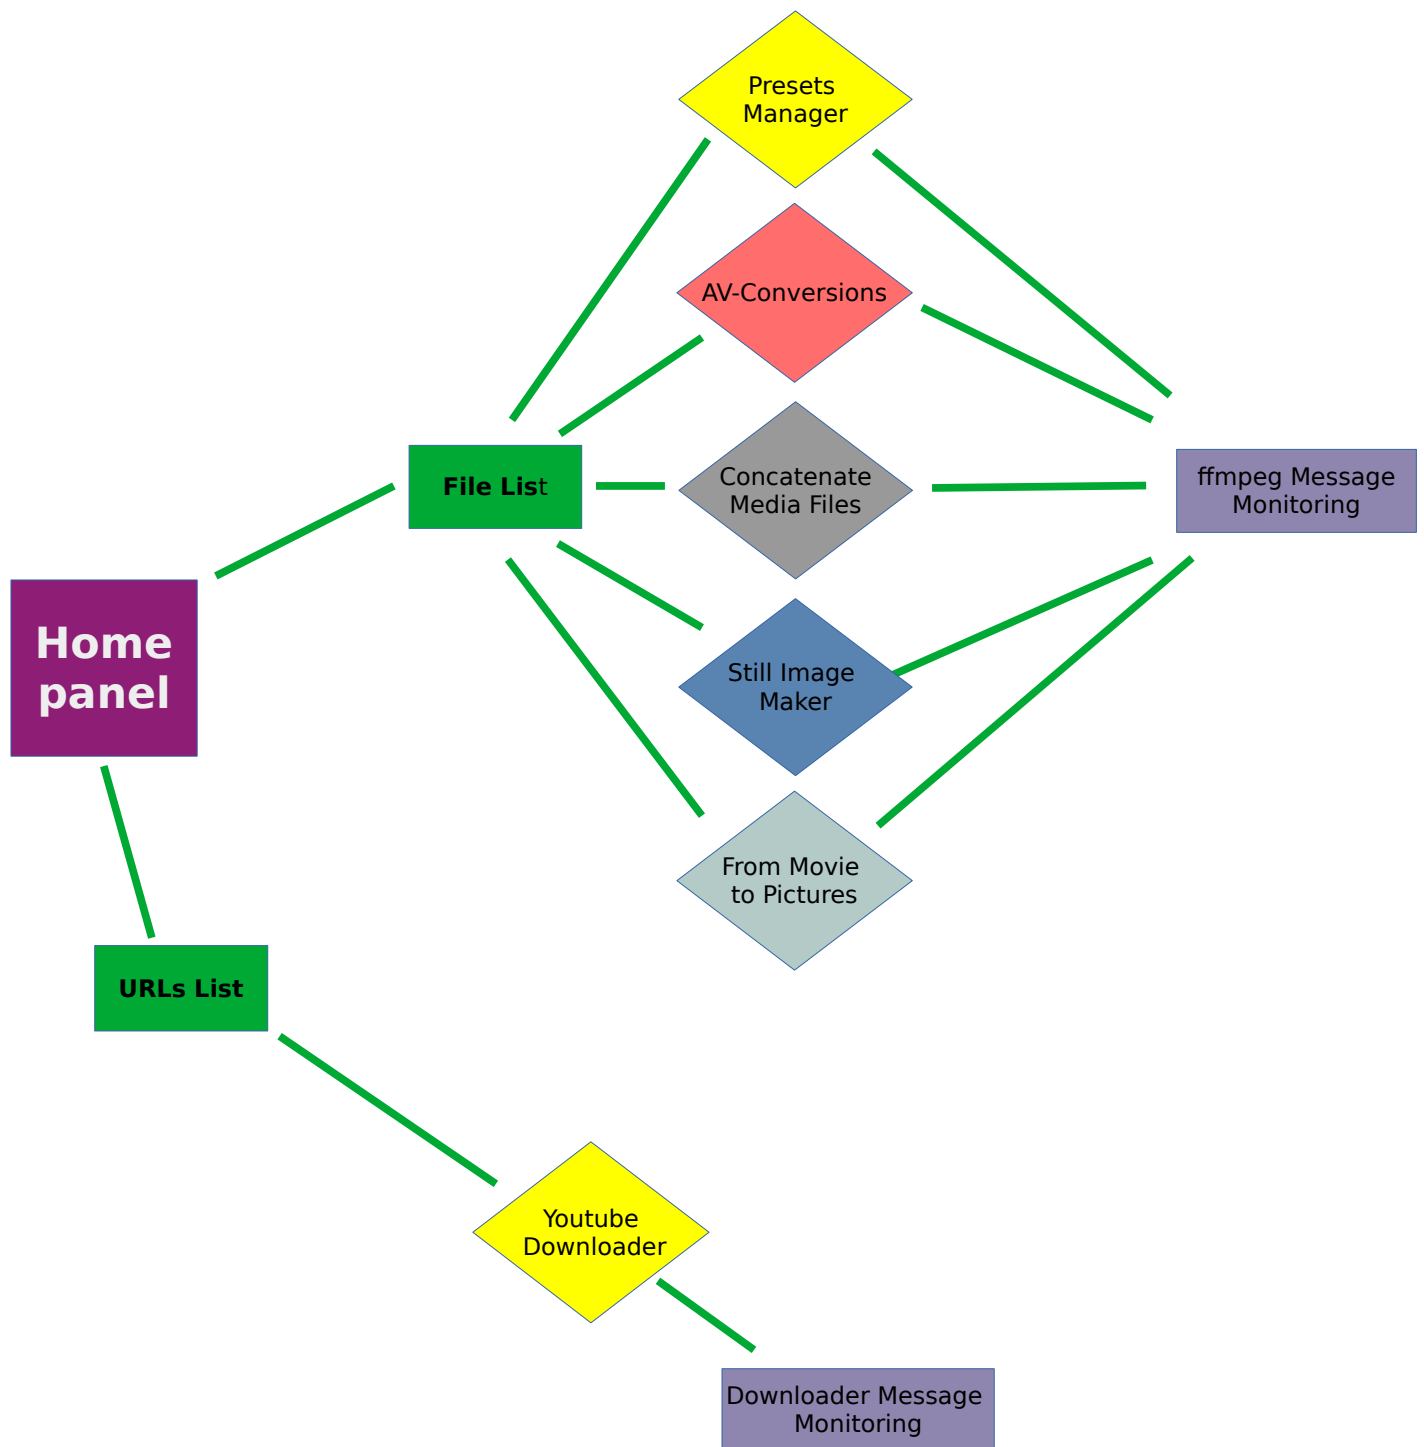 Presets
Manager
AV-Conversions
File List
Concatenate
Media Files
ffmpeg Message
Monitoring
Home
panel
Still Image
Maker
From Movie
to Pictures
URLs List
Youtube
Downloader
Downloader Message
Monitoring